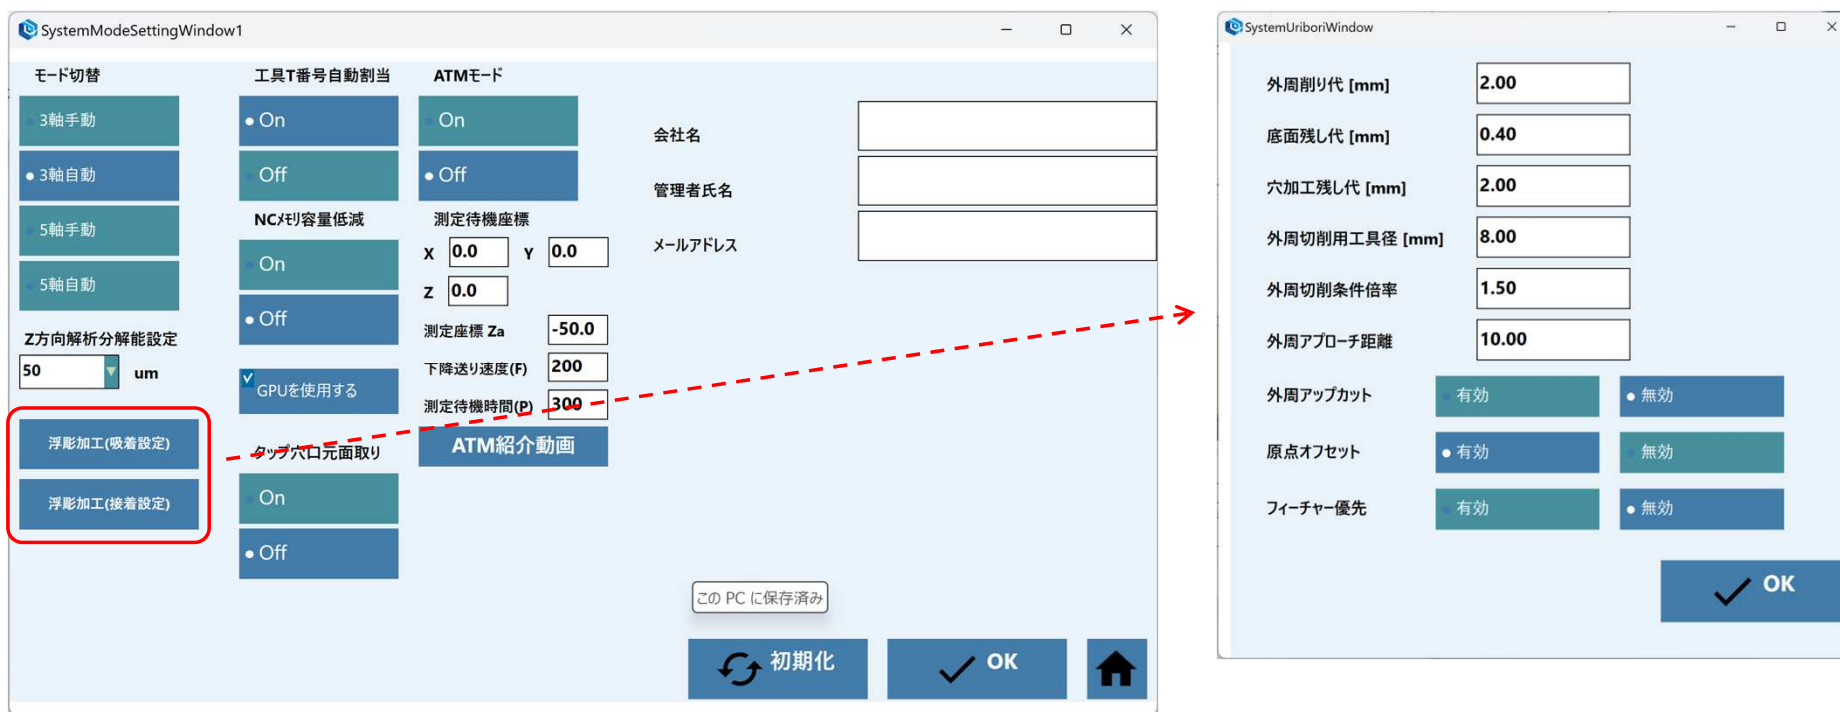 SystemModeSettingWindow1
モード切替
3軸手動
3軸自動
5軸手動
5軸自動
Z方向解析分解能設定
50 um
浮彫加工(吸着設定)
浮彫加工(接着設定)
工具T番号自動割当
On
Off
NCメモリ容量低減
On
Off
GPUを使用する
タップ穴口元面取り
On
Off
ATMモード
On
Off
測定待機座標
X 0.0 Y 0.0
Z 0.0
測定座標 Za -50.0
下降送り速度(F) 200
測定待機時間(P) 300
ATM紹介動画
会社名
管理者氏名
メールアドレス
この PC に保存済み
初期化
OK
SystemUriboriWindow
外周削り代 [mm] 2.00
底面残し代 [mm] 0.40
穴加工残し代 [mm] 2.00
外周切削用工具径 [mm] 8.00
外周切削条件倍率 1.50
外周アプローチ距離 10.00
外周アップカット 有効 無効
原点オフセット 有効 無効
フィーチャー優先 有効 無効
OK